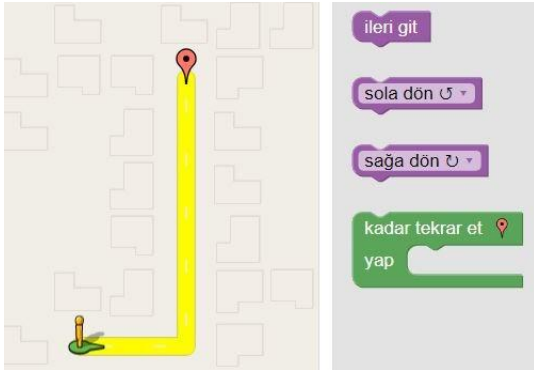 ileri git
sola dön ↺
sağa dön ↻
kadar tekrar et
yap